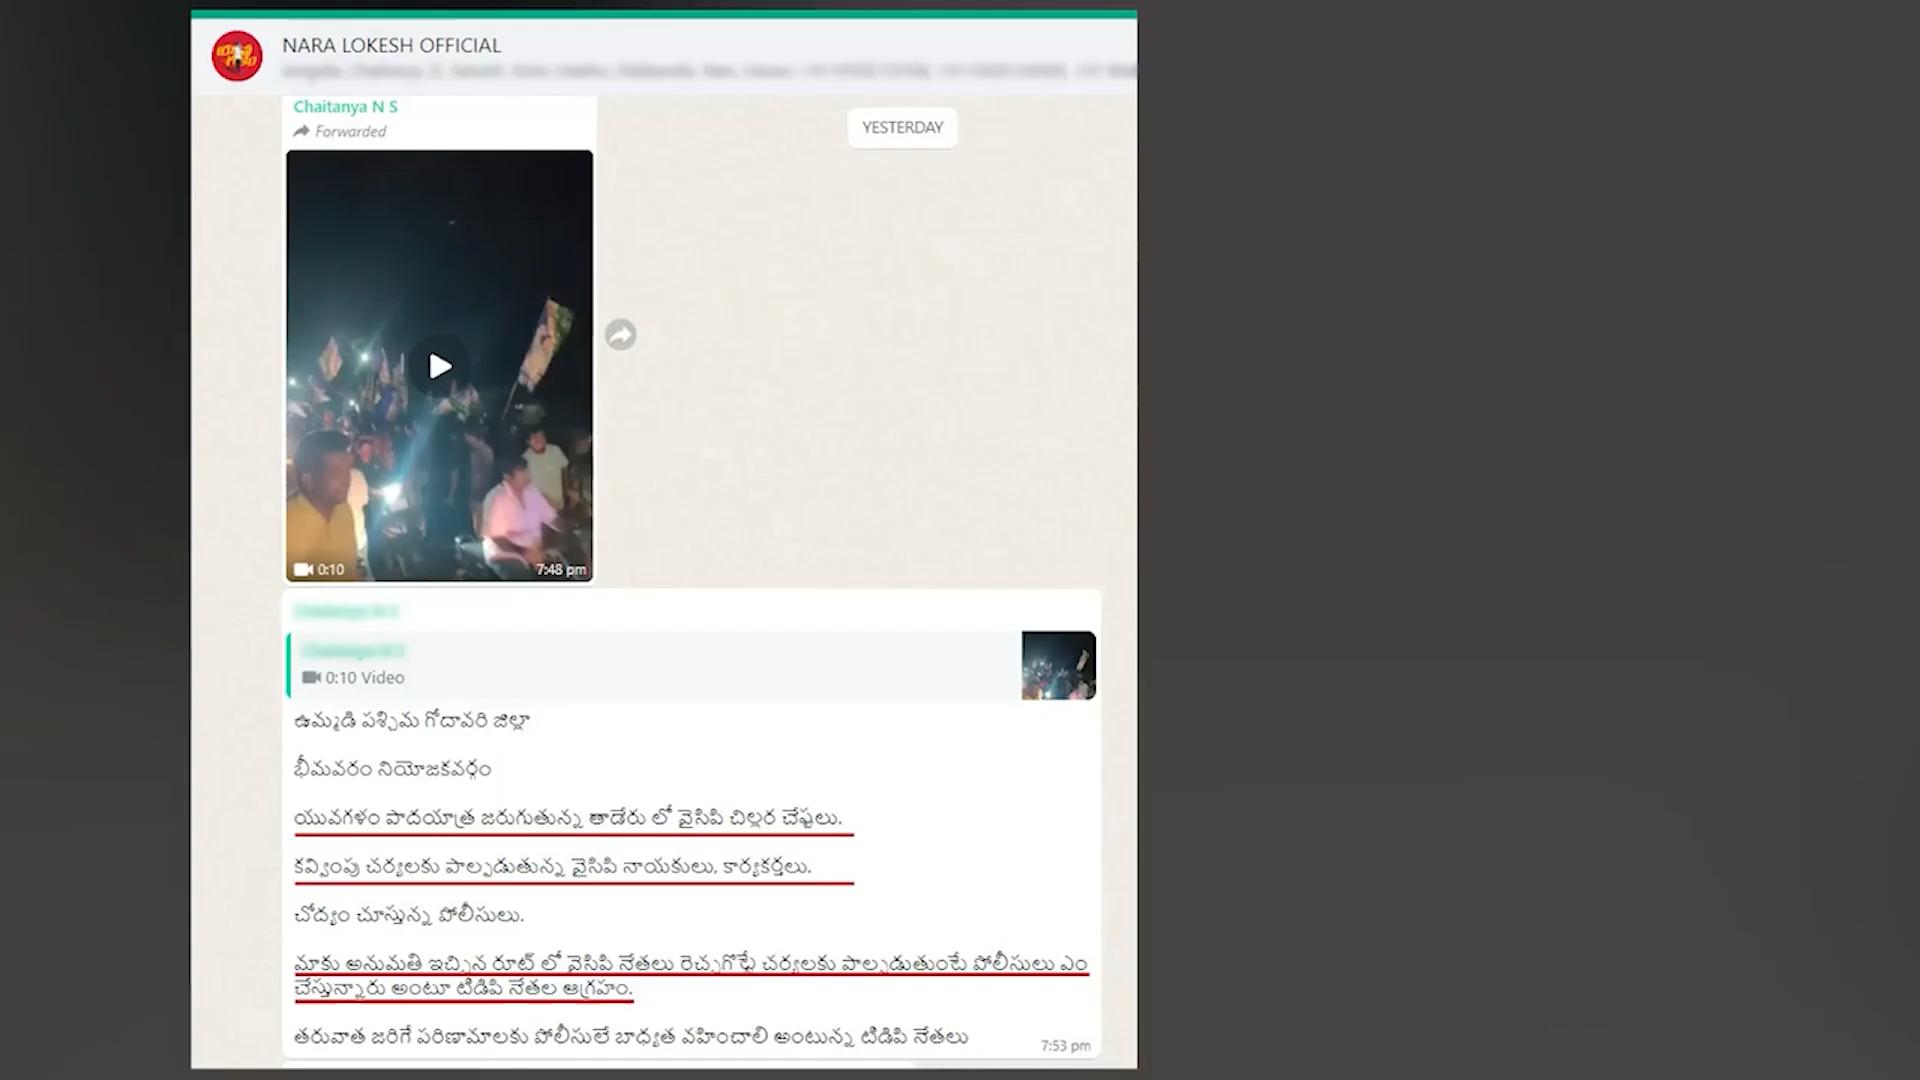 NARA LOKESH OFFICIAL
Chaitanya N S
Forwarded
YESTERDAY
0:10
7:48 pm
0:10 Video
ఉమ్మడి పశ్చిమ గోదావరి జిల్లా
భీమవరం నియోజకవర్గం
యువగళం పాదయాత్ర జరుగుతున్న తాడేరు లో వైసిపి చిల్లర చేష్టలు.
కవ్వింపు చర్యలకు పాల్పడుతున్న వైసిపి నాయకులు, కార్యకర్తలు.
చోద్యం చూస్తున్న పోలీసులు.
మాకు అనుమతి ఇచ్చిన రూట్ లో వైసిపి నేతలు రెచ్చగొట్టే చర్యలకు పాల్పడుతుంటే పోలీసులు ఎం
చేస్తున్నారు అంటూ టిడిపి నేతల ఆగ్రహం.
తరువాత జరిగే పరిణామాలకు పోలీసులే బాధ్యత వహించాలి అంటున్న టిడిపి నేతలు
7:53 pm